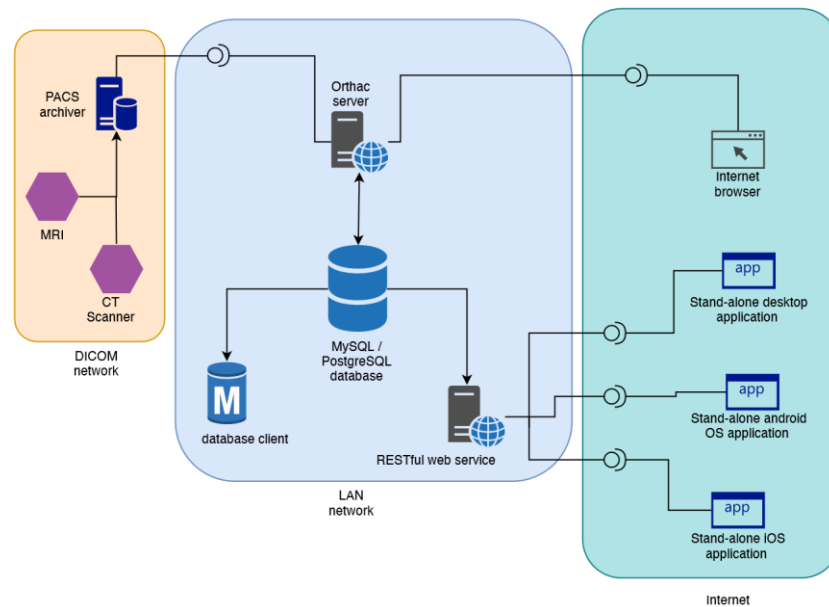 PACS
archiver
MRI
CT
Scanner
DICOM
network
Orthac
server
MySQL /
PostgreSQL
database
M
database client
RESTful web service
LAN
network
Internet
browser
app
Stand-alone desktop
application
app
Stand-alone android
OS application
app
Stand-alone iOS
application
Internet